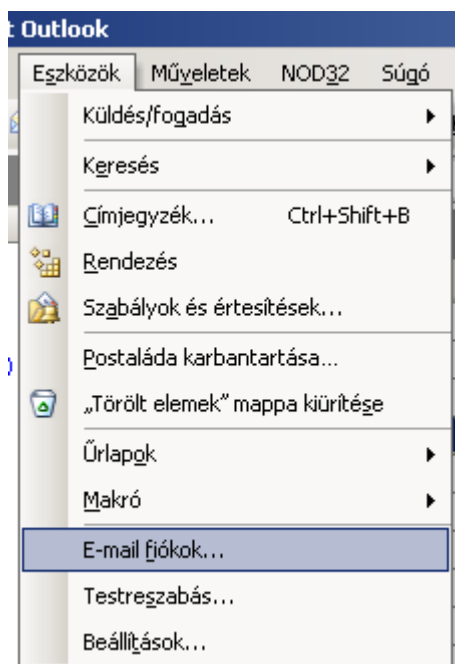 t Outlook
Eszközök Műveletek NOD32 Súgó
Küldés/fogadás
Keresés
Címjegyzék... Ctrl+Shift+B
Rendezés
Szabályok és értesítések...
Postaláda karbantartása...
„Törölt elemek” mappa kiürítése
Űrlapok
Makró
E-mail fiókok...
Testreszabás...
Beállítások...